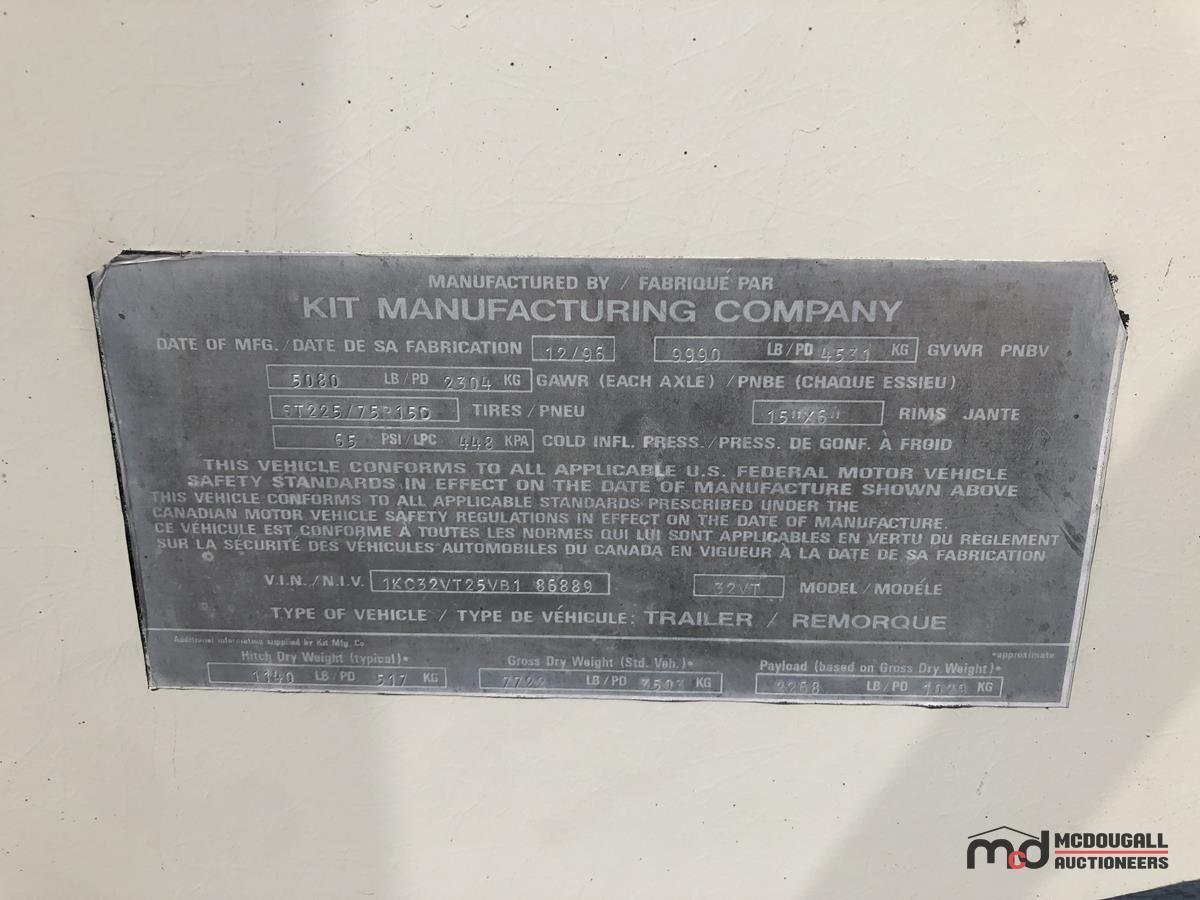 MANUFACTURED BY / FABRIQUÉ PAR
KIT MANUFACTURING COMPANY
DATE OF MFG./DATE DE SA FABRICATION 12/96 9990 LB/PD 4531 KG GVWR PNBV
5080 LB/PD 2304 KG GAWR (EACH AXLE) / PNBE (CHAQUE ESSIEU)
ST225/75R15D TIRES/PNEU 15"X6" RIMS JANTE
65 PSI/LPC 448 KPA COLD INFL. PRESS./PRESS. DE GONF. À FROID
THIS VEHICLE CONFORMS TO ALL APPLICABLE U.S. FEDERAL MOTOR VEHICLE
SAFETY STANDARDS IN EFFECT ON THE DATE OF MANUFACTURE SHOWN ABOVE
THIS VEHICLE CONFORMS TO ALL APPLICABLE STANDARDS PRESCRIBED UNDER THE
CANADIAN MOTOR VEHICLE SAFETY REGULATIONS IN EFFECT ON THE DATE OF MANUFACTURE.
CE VÉHICULE EST CONFORME À TOUTES LES NORMES QUI LUI SONT APPLICABLES EN VERTU DU RÈGLEMENT
SUR LA SÉCURITÉ DES VÉHICULES AUTOMOBILES DU CANADA EN VIGUEUR À LA DATE DE SA FABRICATION
V.I.N./N.I.V. 1KC32VT25VB1 86889 32VT MODEL/MODÉLE
TYPE OF VEHICLE / TYPE DE VÉHICULE: TRAILER / REMORQUE
Additional information supplied by Kit Mfg. Co. *approximate
Hitch Dry Weight (typical)* Gross Dry Weight (Std. Veh.)* Payload (based on Gross Dry Weight)*
1140 LB/PD 517 KG 7722 LB/PD 3503 KG 2268 LB/PD 1029 KG
mcd MCDOUGALL
AUCTIONEERS